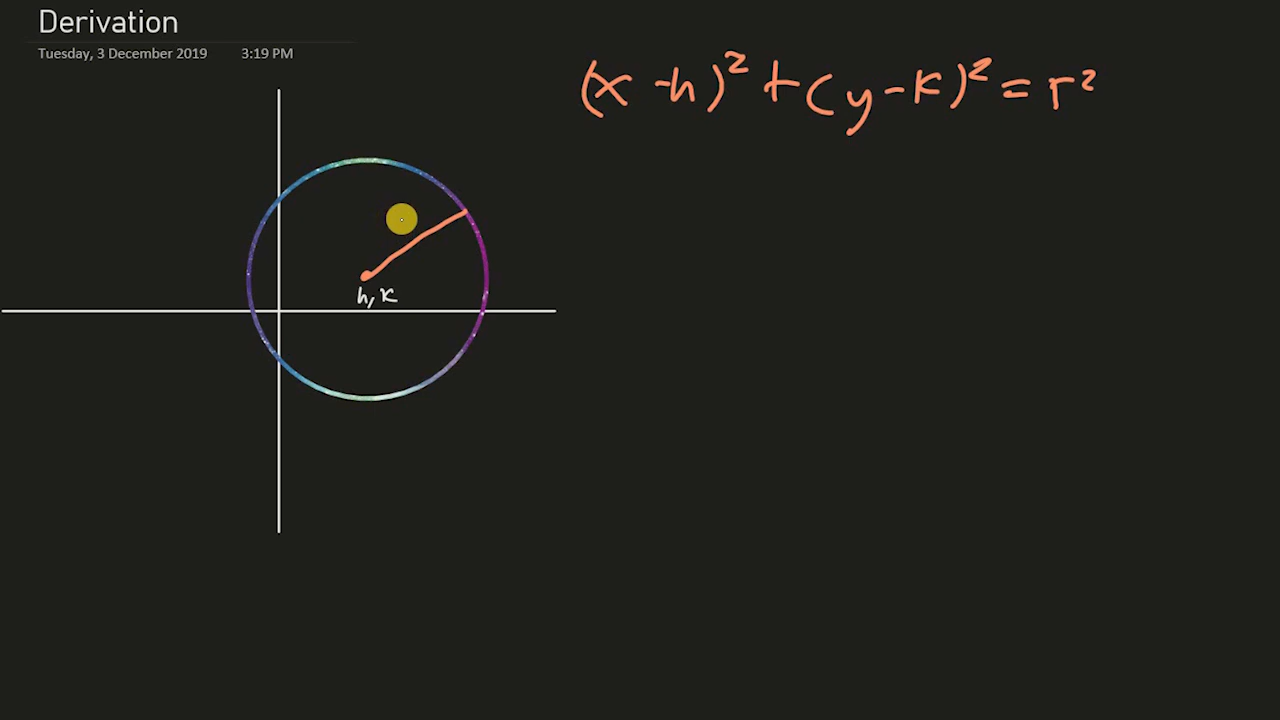 Derivation
Tuesday, 3 December 2019 3:19 PM
(x-h)² + (y-k)² = r²
h, k